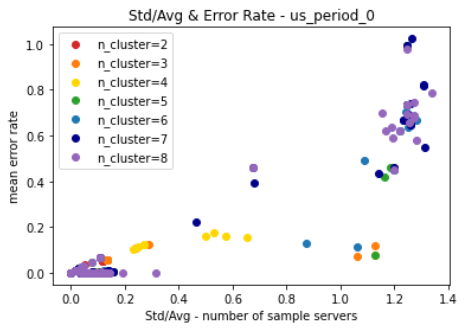 Std/Avg & Error Rate - us_period_0
mean error rate
1.0
0.8
0.6
0.4
0.2
0.0
n_cluster=2
n_cluster=3
n_cluster=4
n_cluster=5
n_cluster=6
n_cluster=7
n_cluster=8
0.0 0.2 0.4 0.6 0.8 1.0 1.2 1.4
Std/Avg - number of sample servers